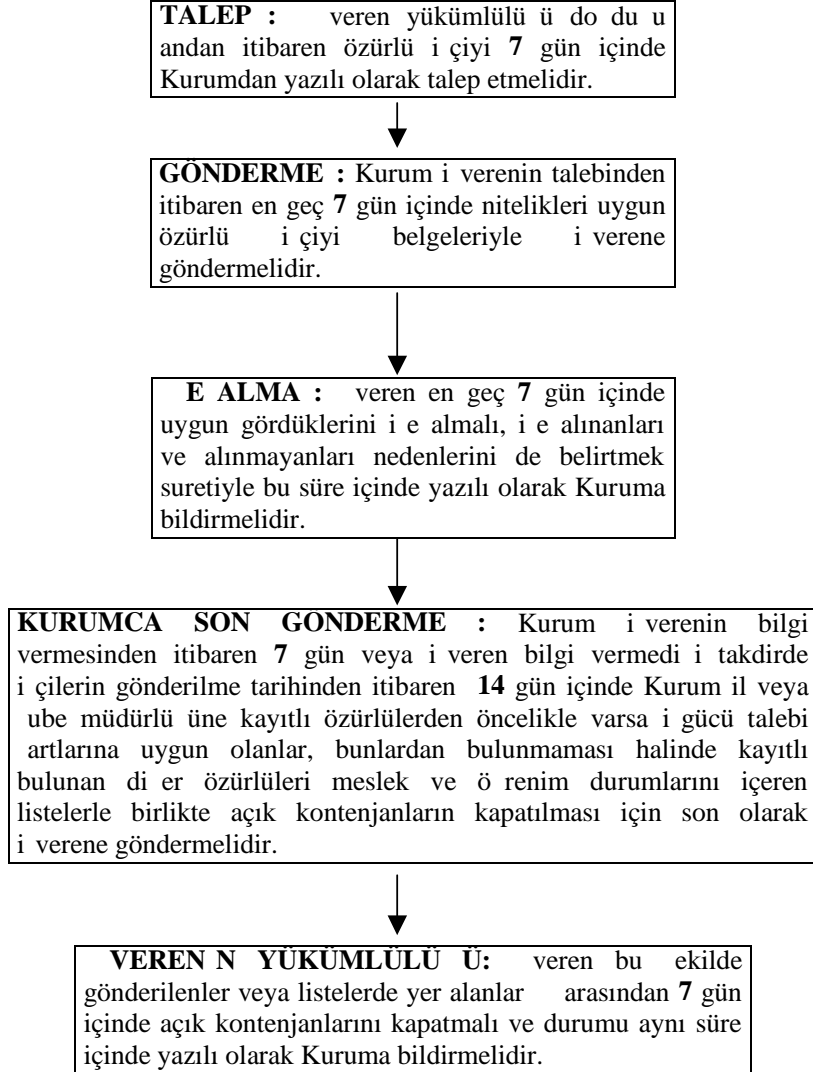 TALEP : veren yükümlülü ü do du u
andan itibaren özürlü i çiyi 7 gün içinde
Kurumdan yazılı olarak talep etmelidir.
GÖNDERME : Kurum i verenin talebinden
itibaren en geç 7 gün içinde nitelikleri uygun
özürlü i çiyi belgeleriyle i verene
göndermelidir.
E ALMA : veren en geç 7 gün içinde
uygun gördüklerini i e almalı, i e alınanları
ve alınmayanları nedenlerini de belirtmek
suretiyle bu süre içinde yazılı olarak Kuruma
bildirmelidir.
KURUMCA SON GÖNDERME : Kurum i verenin bilgi
vermesinden itibaren 7 gün veya i veren bilgi vermedi i takdirde
i çilerin gönderilme tarihinden itibaren 14 gün içinde Kurum il veya
ube müdürlü üne kayıtlı özürlülerden öncelikle varsa i gücü talebi
artlarına uygun olanlar, bunlardan bulunmaması halinde kayıtlı
bulunan di er özürlüleri meslek ve ö renim durumlarını içeren
listelerle birlikte açık kontenjanların kapatılması için son olarak
i verene göndermelidir.
VEREN N YÜKÜMLÜLÜ Ü: veren bu ekilde
gönderilenler veya listelerde yer alanlar arasından 7 gün
içinde açık kontenjanlarını kapatmalı ve durumu aynı süre
içinde yazılı olarak Kuruma bildirmelidir.